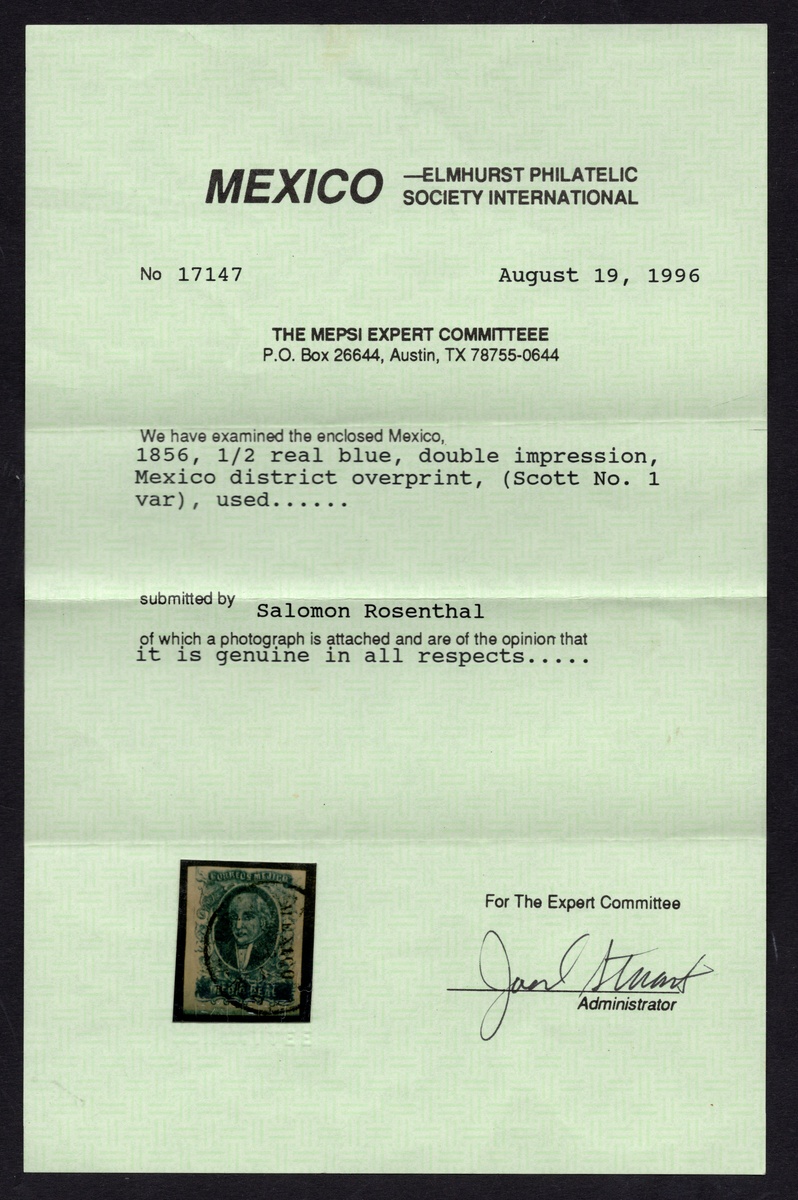 MEXICO —ELMHURST PHILATELIC
SOCIETY INTERNATIONAL
No 17147
August 19, 1996
THE MEPSI EXPERT COMMITTEEE
P.O. Box 26644, Austin, TX 78755-0644
We have examined the enclosed Mexico,
1856, 1/2 real blue, double impression,
Mexico district overprint, (Scott No. 1
var), used......
submitted by Salomon Rosenthal
of which a photograph is attached and are of the opinion that
it is genuine in all respects.....
CORREOS MEJICO
MEXICO
For The Expert Committee
Administrator